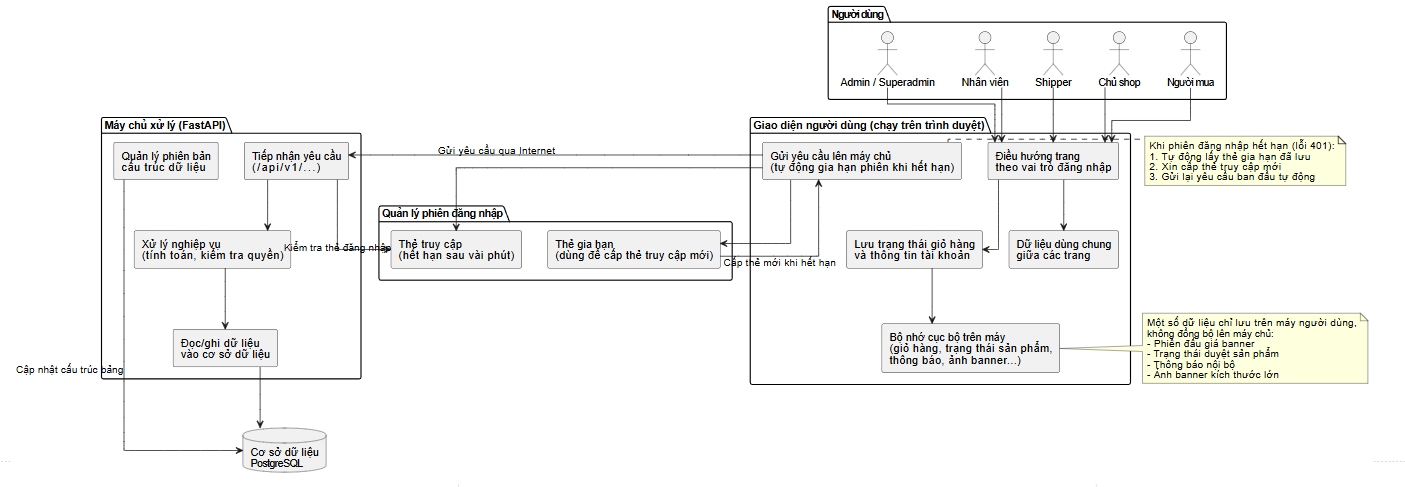 Người dùng
Admin / Superadmin
Nhân viên
Shipper
Chủ shop
Người mua
Máy chủ xử lý (FastAPI)
Quản lý phiên bản
cấu trúc dữ liệu
Tiếp nhận yêu cầu
(/api/v1/...)
Gửi yêu cầu qua Internet
Giao diện người dùng (chạy trên trình duyệt)
Gửi yêu cầu lên máy chủ
(tự động gia hạn phiên khi hết hạn)
Điều hướng trang
theo vai trò đăng nhập
Khi phiên đăng nhập hết hạn (lỗi 401):
1. Tự động lấy thẻ gia hạn đã lưu
2. Xin cấp thẻ truy cập mới
3. Gửi lại yêu cầu ban đầu tự động
Xử lý nghiệp vụ
(tính toán, kiểm tra quyền)
Kiểm tra thẻ đăng nhập
Quản lý phiên đăng nhập
Thẻ truy cập
(hết hạn sau vài phút)
Thẻ gia hạn
(dùng để cấp thẻ truy cập mới)
Cấp thẻ mới khi hết hạn
Lưu trạng thái giỏ hàng
và thông tin tài khoản
Dữ liệu dùng chung
giữa các trang
Đọc/ghi dữ liệu
vào cơ sở dữ liệu
Bộ nhớ cục bộ trên máy
(giỏ hàng, trạng thái sản phẩm,
thông báo, ảnh banner...)
Một số dữ liệu chỉ lưu trên máy người dùng,
không đồng bộ lên máy chủ:
- Phiên đấu giá banner
- Trạng thái duyệt sản phẩm
- Thông báo nội bộ
- Ảnh banner kích thước lớn
Cập nhật cấu trúc bảng
Cơ sở dữ liệu
PostgreSQL